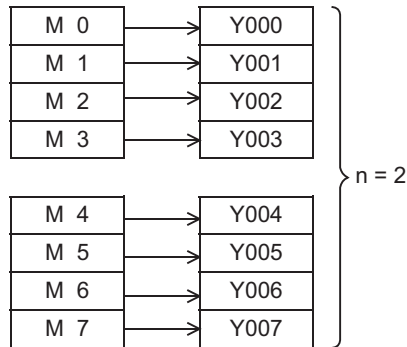 M 0 Y000
M 1 Y001
M 2 Y002
M 3 Y003
n = 2
M 4 Y004
M 5 Y005
M 6 Y006
M 7 Y007